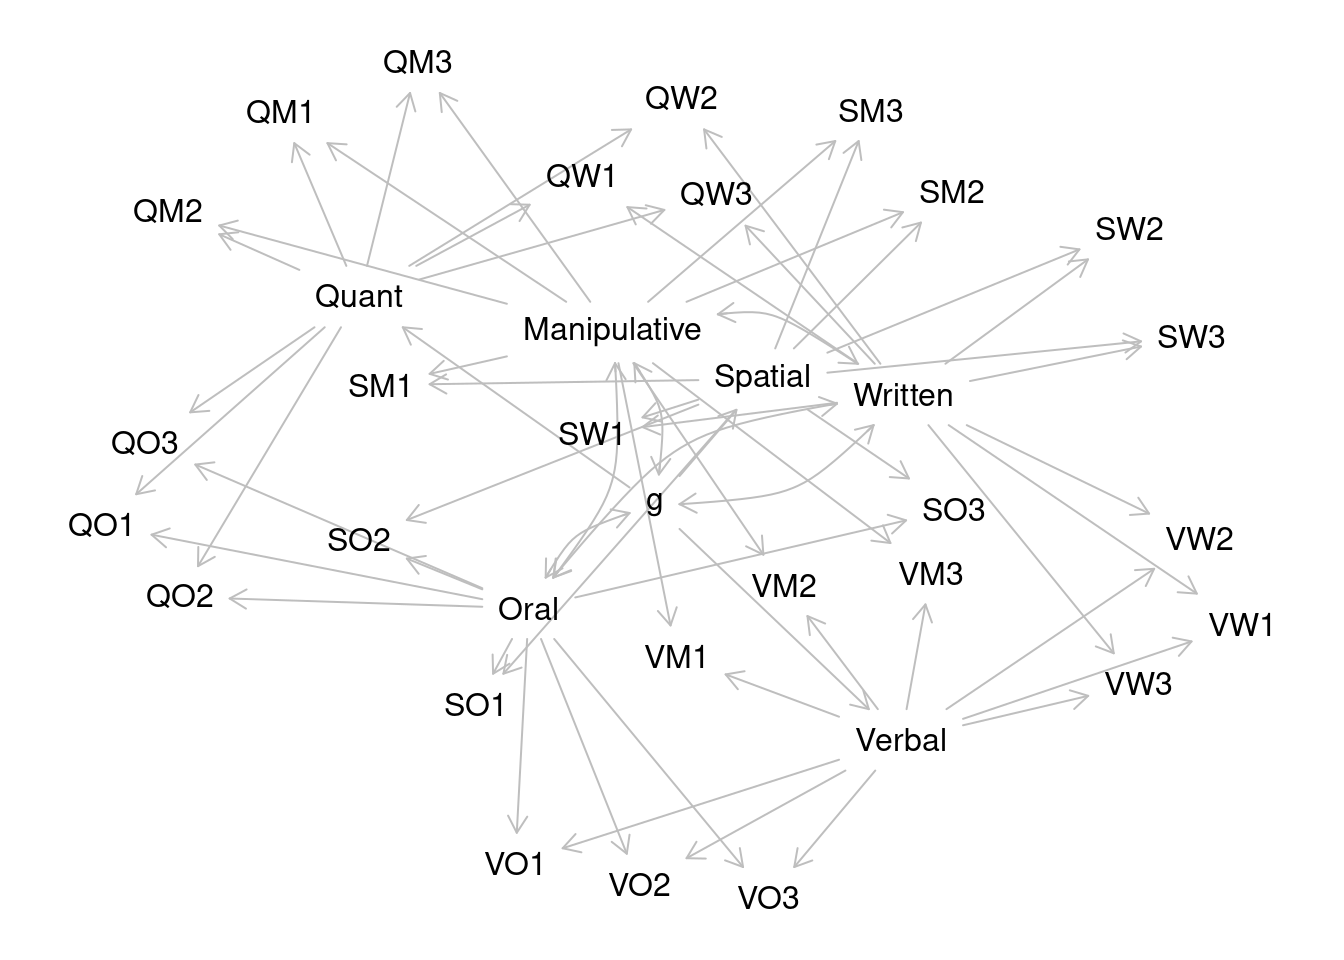 QM3
QW2
QM1
SM3
QW1
QW3
SM2
QM2
SW2
Quant
Manipulative
SW3
Spatial
SM1
Written
SW1
QO3
g
SO3
QO1
SO2
VW2
VM3
VM2
QO2
Oral
VW1
VM1
VW3
SO1
Verbal
VO1
VO2
VO3